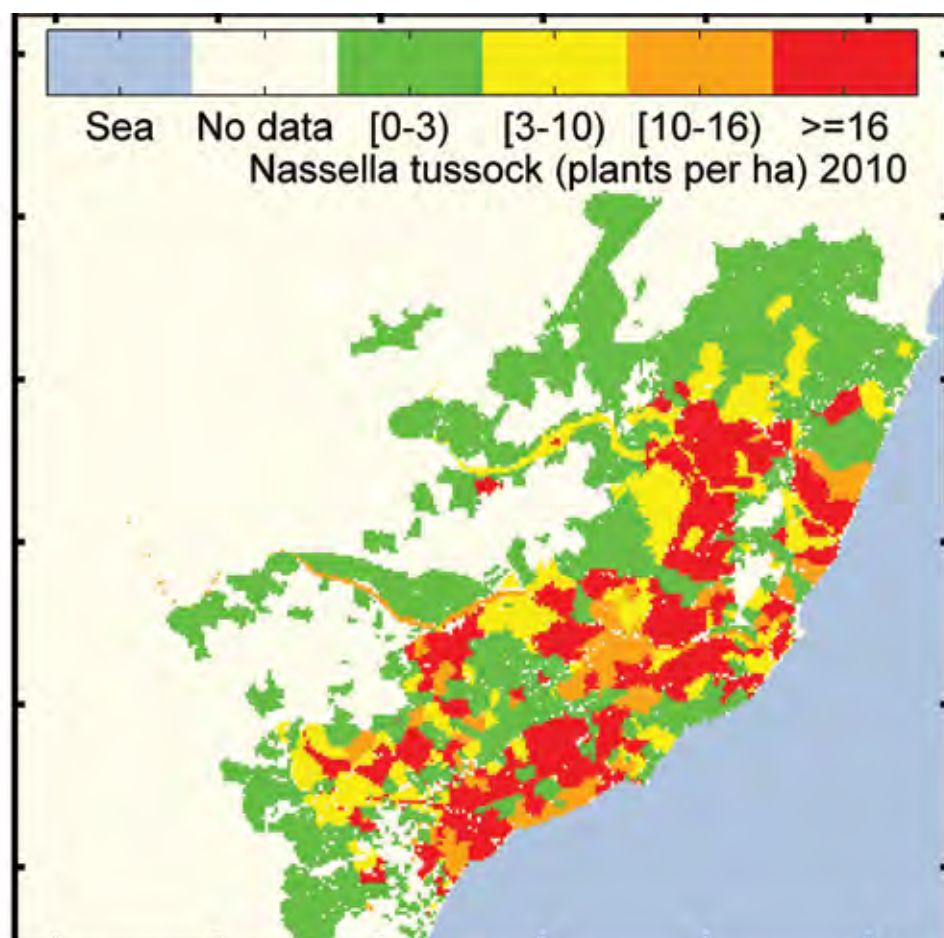 Sea No data [0-3) [3-10) [10-16) >=16
Nassella tussock (plants per ha) 2010